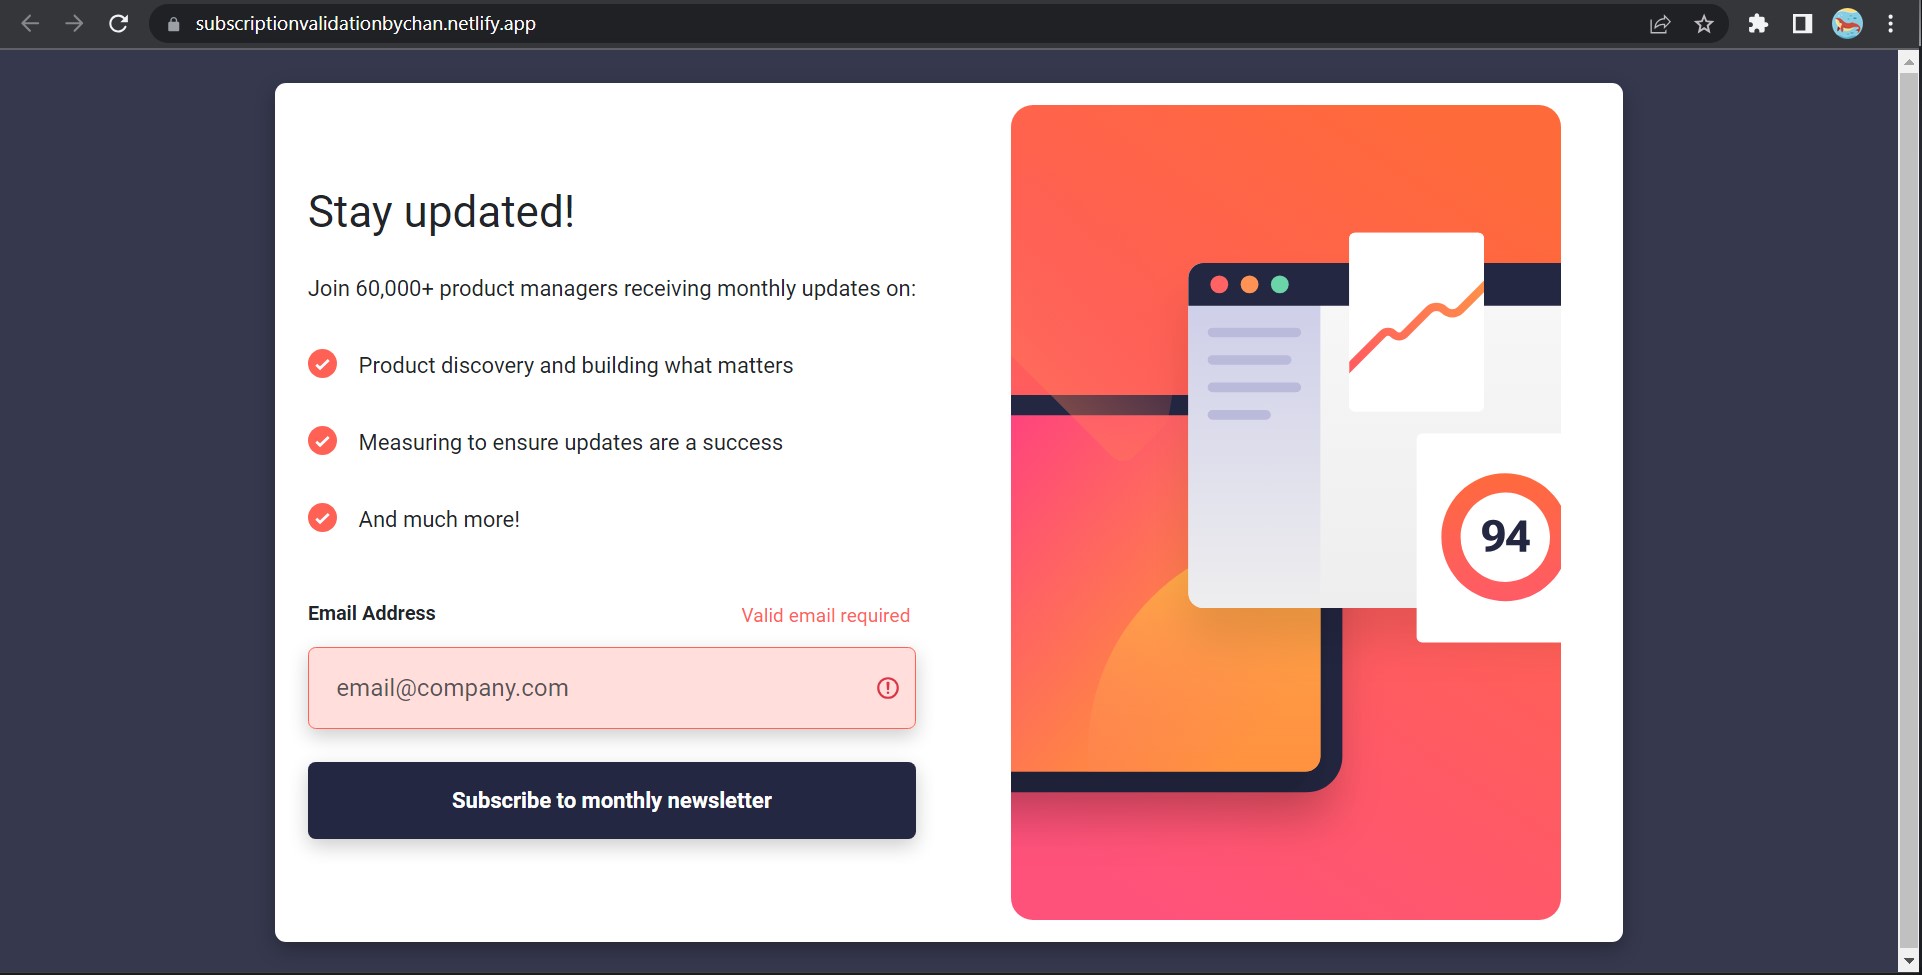 subscriptionvalidationbychan.netlify.app
Stay updated!
Join 60,000+ product managers receiving monthly updates on:
Product discovery and building what matters
Measuring to ensure updates are a success
And much more!
Email Address
Valid email required
email@company.com
Subscribe to monthly newsletter
94